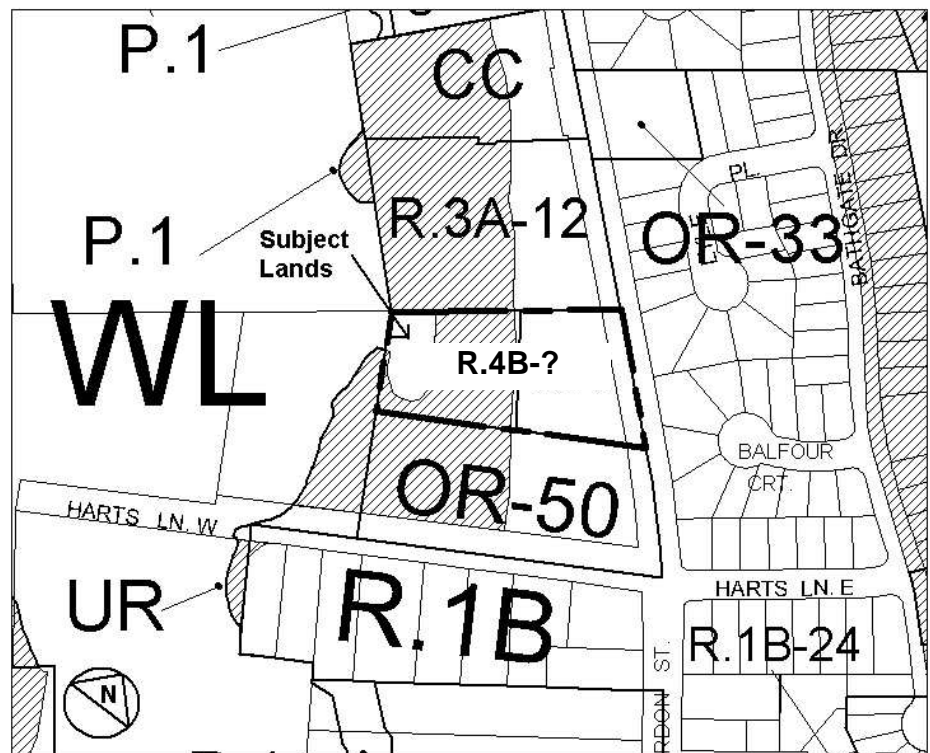 P.1
CC
R.3A-12
P.1
Subject
Lands
PL.
OR-33
BATHGATE DR
WL
R.4B-?
BALFOUR
CRT.
OR-50
HARTS LN. W
HARTS LN. E
UR
R.1B
R.1B-24
ST.
N